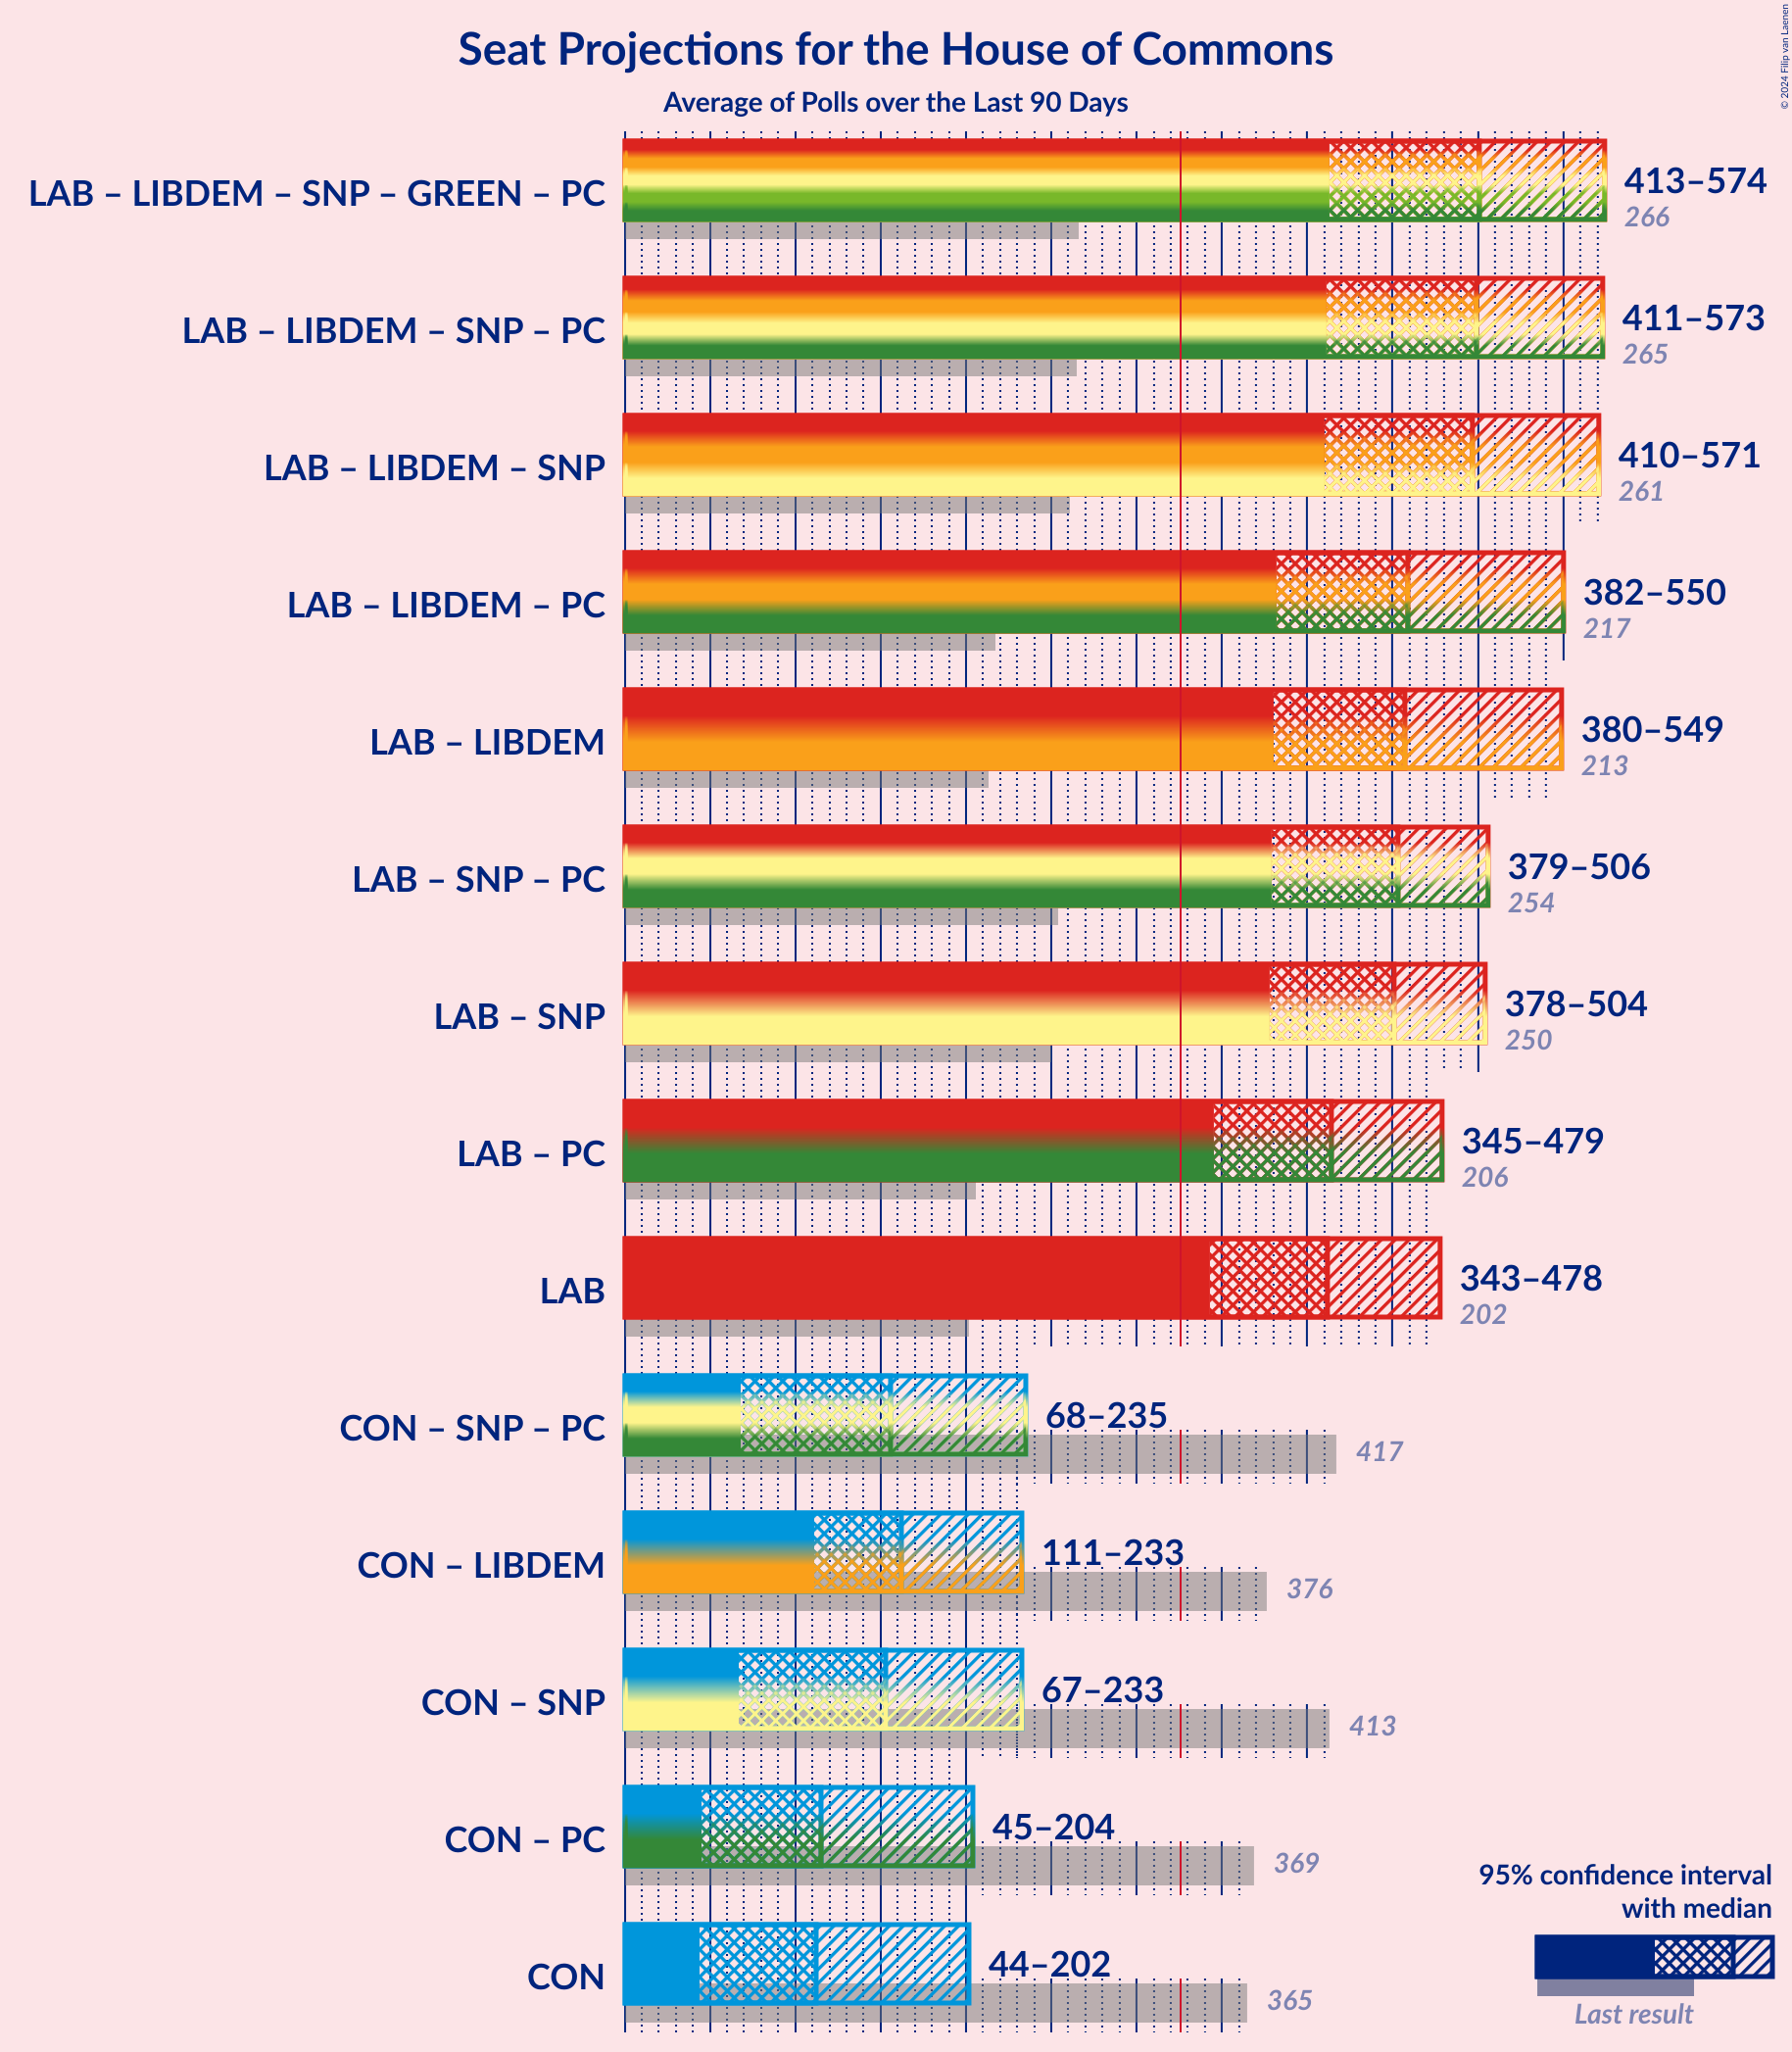 Seat Projections for the House of Commons
Average of Polls over the Last 90 Days
© 2024 Filip van Laenen
LAB – LIBDEM – SNP – GREEN – PC
413–574
266
LAB – LIBDEM – SNP – PC
411–573
265
LAB – LIBDEM – SNP
410–571
261
LAB – LIBDEM – PC
382–550
217
LAB – LIBDEM
380–549
213
LAB – SNP – PC
379–506
254
LAB – SNP
378–504
250
LAB – PC
345–479
206
LAB
343–478
202
CON – SNP – PC
68–235
417
CON – LIBDEM
111–233
376
CON – SNP
67–233
413
CON – PC
45–204
369
CON
44–202
365
95% confidence interval
with median
Last result